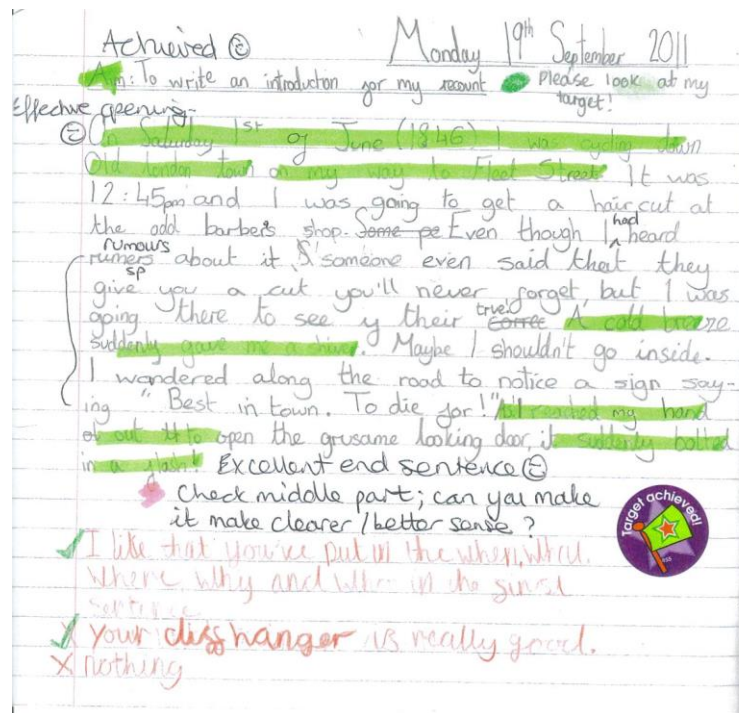 Achieved
Monday 19th September 2011
Aim: To write an introduction for my recount
Please look at my target!
Effective opening-
On Saturday 1st of June (1846) I was cycling down
Old London town on my way to Fleet Street. It was
12:45pm and I was going to get a haircut at
the odd barbers shop. Some pe Even though I had heard
rumours
rumers about it, someone even said that they
sp
give you a cut you'll never forget, but I was
going there to see y their true! A cold breeze
suddenly gave me a shiver. Maybe I shouldn't go inside.
I wandered along the road to notice a sign say-
ing "Best in town. To die for!" As I reached my hand
out to open the grusame looking door, it suddenly bolted
in a flash! Excellent end sentence
Check middle part; can you make
it make clearer/better sense?
I like that you've put in the when, what,
where, why and who in the
sentence
Your cliff hanger is really good.
X nothing
Target achieved!